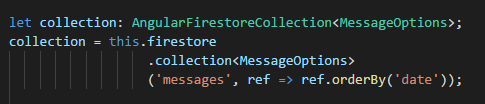 let collection: AngularFirestoreCollection<MessageOptions>;
collection = this.firestore
.collection<MessageOptions>
('messages', ref => ref.orderBy('date'));